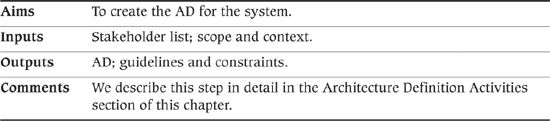 Aims To create the AD for the system.
Inputs Stakeholder list; scope and context.
Outputs AD; guidelines and constraints.
Comments We describe this step in detail in the Architecture Definition Activities
section of this chapter.